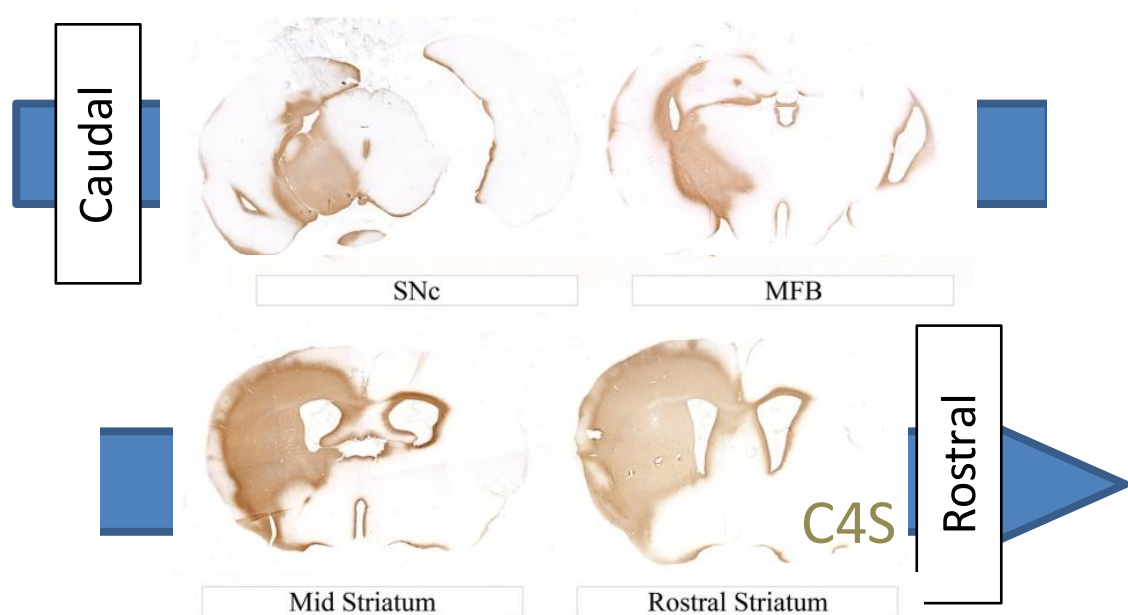 Caudal
SNc
MFB
C4S
Rostral
Mid Striatum
Rostral Striatum